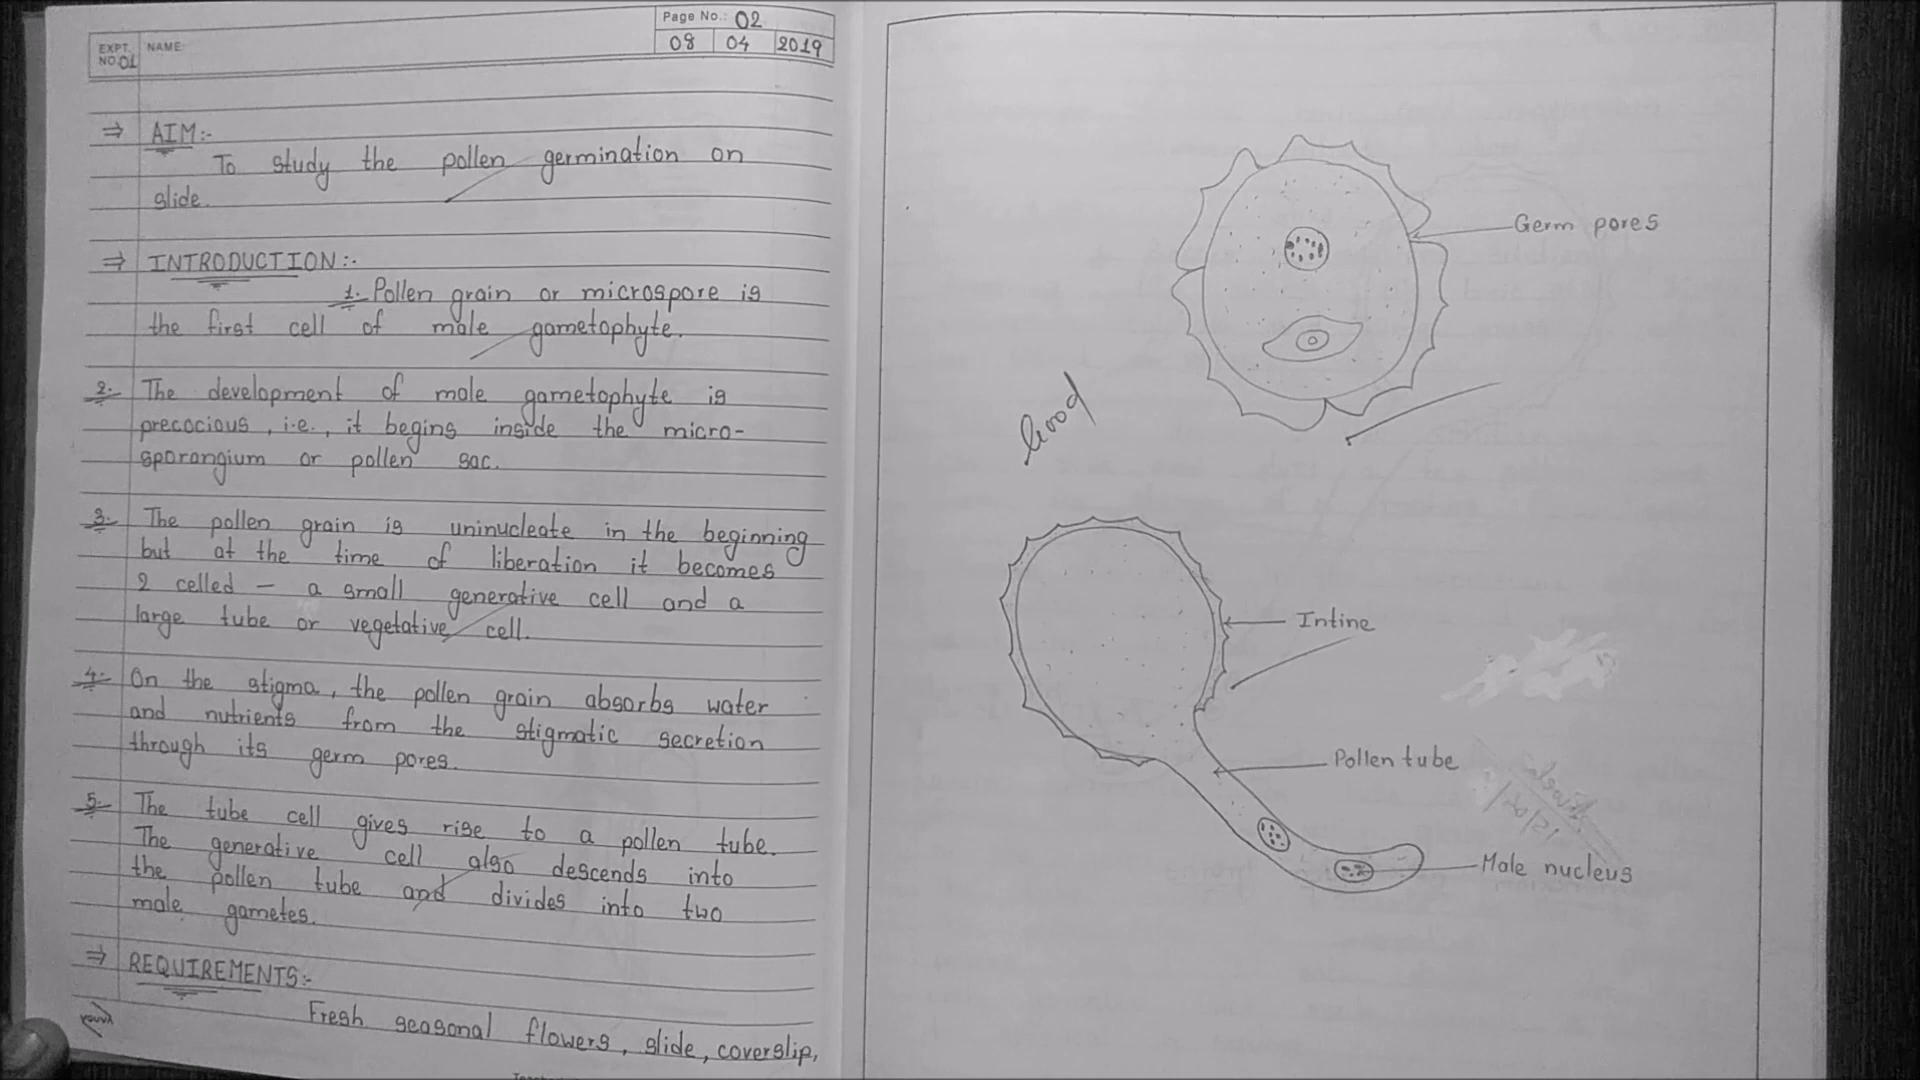 Page No.: 02
EXPT. NO. 01
NAME:
08 04 2019
⇒ AIM:-
To study the pollen germination on
slide.
⇒ INTRODUCTION:-
1. Pollen grain or microspore is
the first cell of male gametophyte.
2. The development of male gametophyte is
precocious, i.e., it begins inside the micro-
sporangium or pollen sac.
3. The pollen grain is uninucleate in the beginning
but at the time of liberation it becomes
2 celled – a small generative cell and a
large tube or vegetative cell.
4. On the stigma, the pollen grain absorbs water
and nutrients from the stigmatic secretion
through its germ pores.
5. The tube cell gives rise to a pollen tube.
The generative cell also descends into
the pollen tube and divides into two
male gametes.
⇒ REQUIREMENTS:-
Fresh seasonal flowers, slide, coverslip,
Germ pores
Good
Intine
Pollen tube
Male nucleus